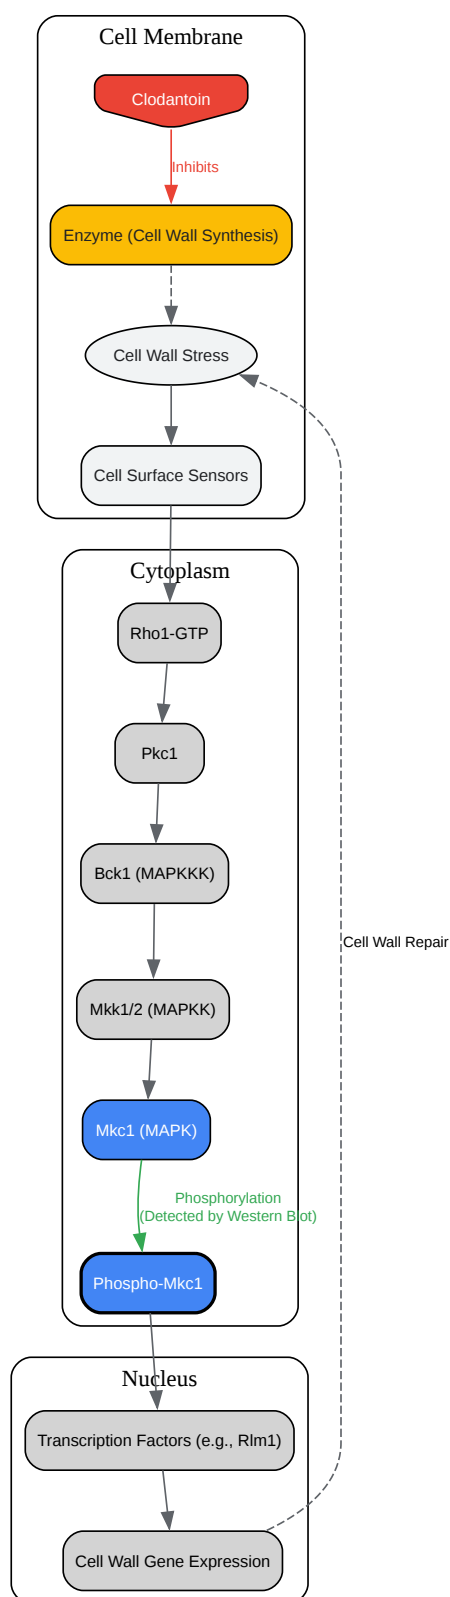 Cell Membrane
Clodantoin
Inhibits
Enzyme (Cell Wall Synthesis)
Cell Wall Stress
Cell Surface Sensors
Cytoplasm
Rho1-GTP
Pkc1
Bck1 (MAPKKK)
Cell Wall Repair
Mkk1/2 (MAPKK)
Mkc1 (MAPK)
Phosphorylation
(Detected by Western Blot)
Phospho-Mkc1
Nucleus
Transcription Factors (e.g., Rlm1)
Cell Wall Gene Expression